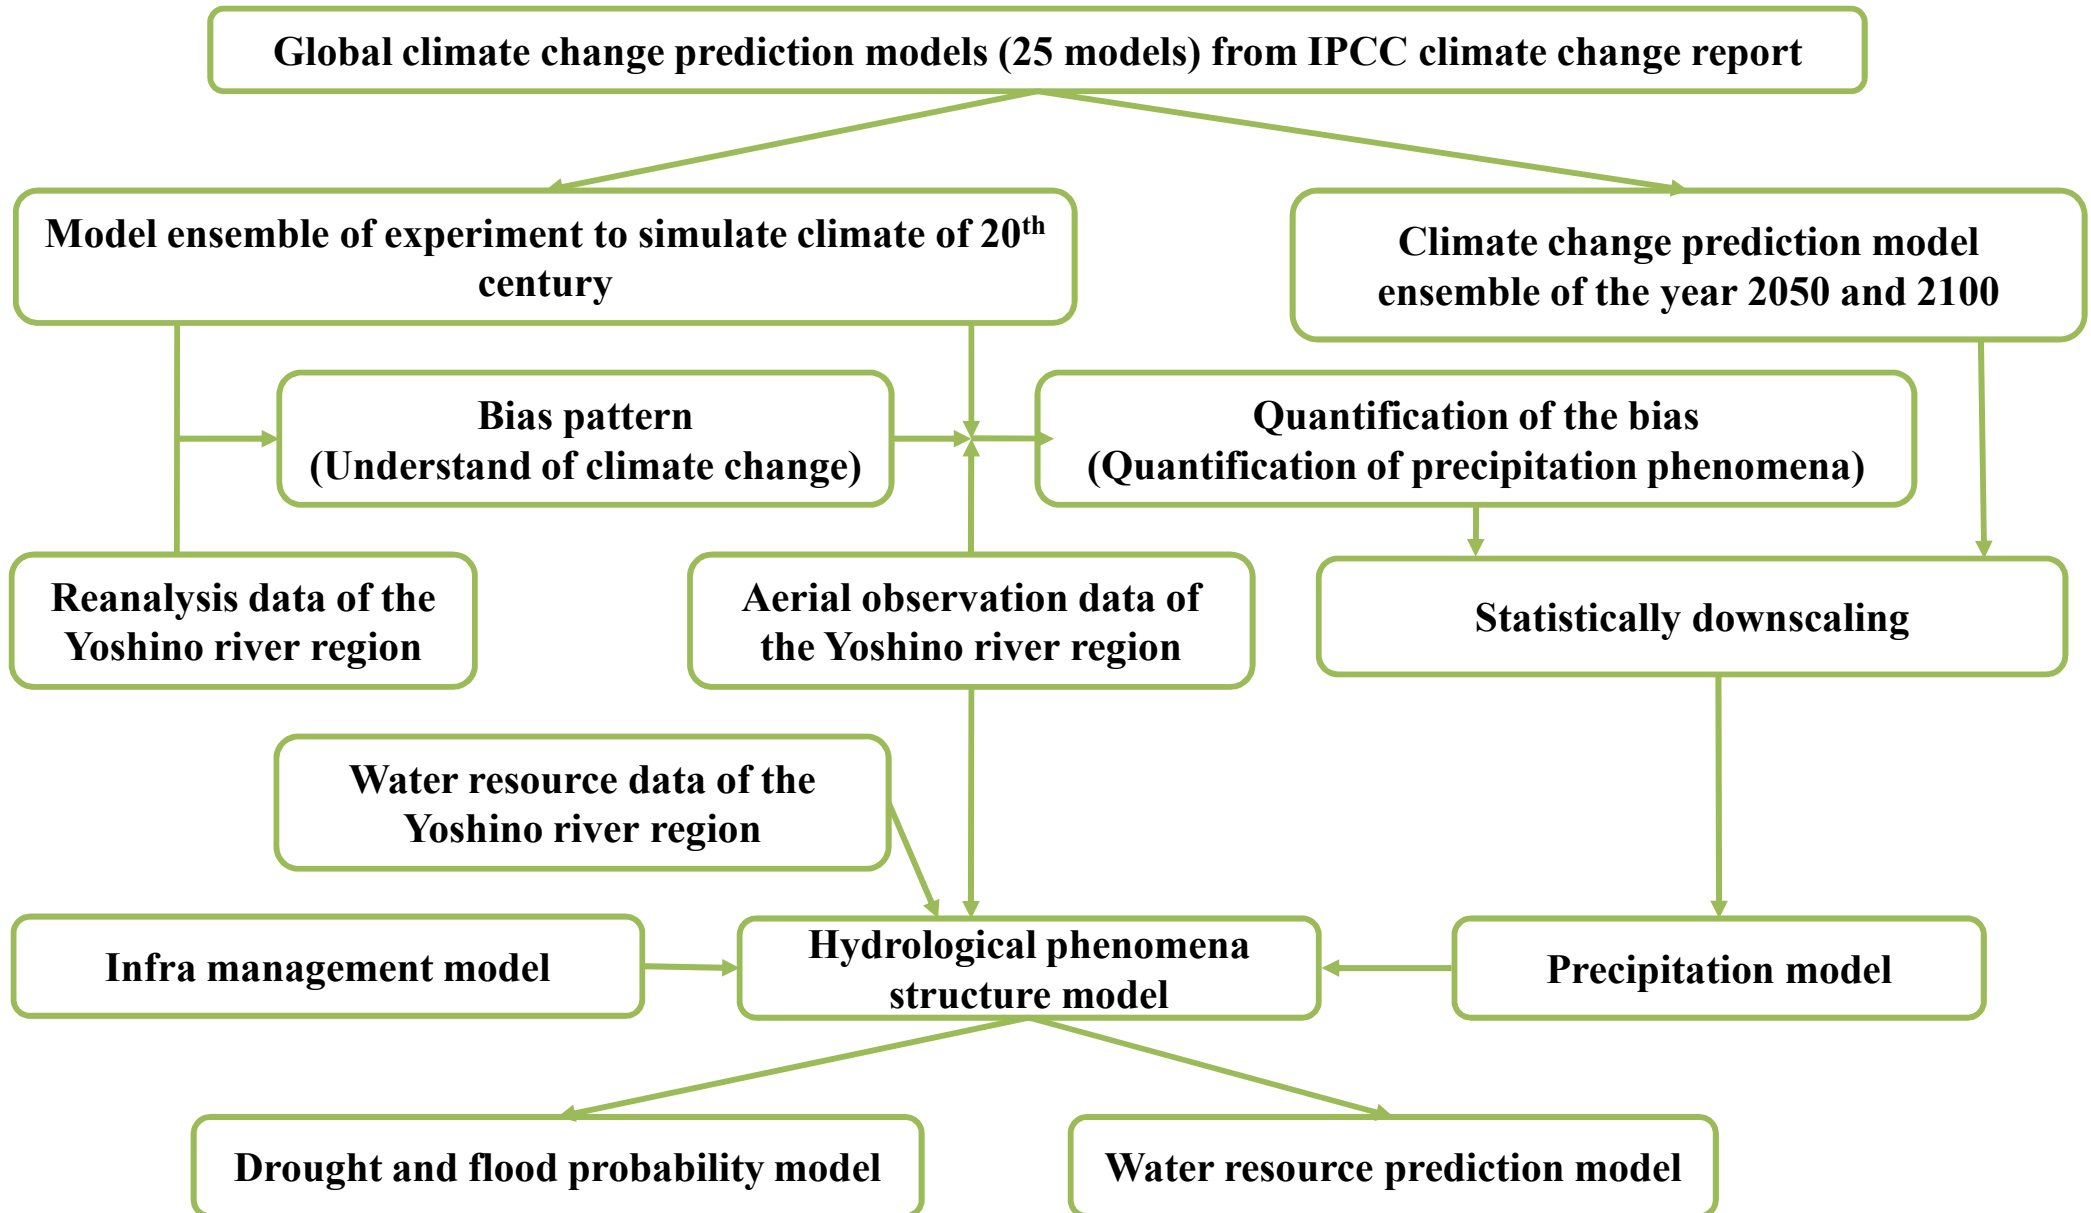 Global climate change prediction models (25 models) from IPCC climate change report
Model ensemble of experiment to simulate climate of 20th
century
Climate change prediction model
ensemble of the year 2050 and 2100
Bias pattern
(Understand of climate change)
Quantification of the bias
(Quantification of precipitation phenomena)
Reanalysis data of the
Yoshino river region
Aerial observation data of
the Yoshino river region
Statistically downscaling
Water resource data of the
Yoshino river region
Infra management model
Hydrological phenomena
structure model
Precipitation model
Drought and flood probability model
Water resource prediction model